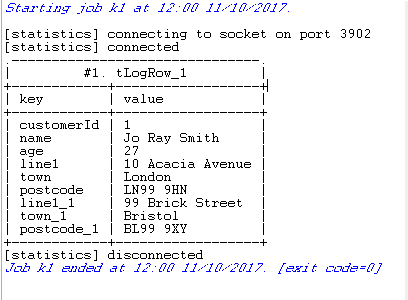 Starting job k1 at 12:00 11/10/2017.
[statistics] connecting to socket on port 3902
[statistics] connected
.----------------------------.
| #1. tLogRow_1 |
+------------+---------------+
| key | value |
+------------+---------------+
| customerId | 1 |
| name | Jo Ray Smith |
| age | 27 |
| line1 | 10 Acacia Avenue |
| town | London |
| postcode | LN99 9HN |
| line1_1 | 99 Brick Street |
| town_1 | Bristol |
| postcode_1 | BL99 9XY |
+------------+---------------+
[statistics] disconnected
Job k1 ended at 12:00 11/10/2017. [exit code=0]